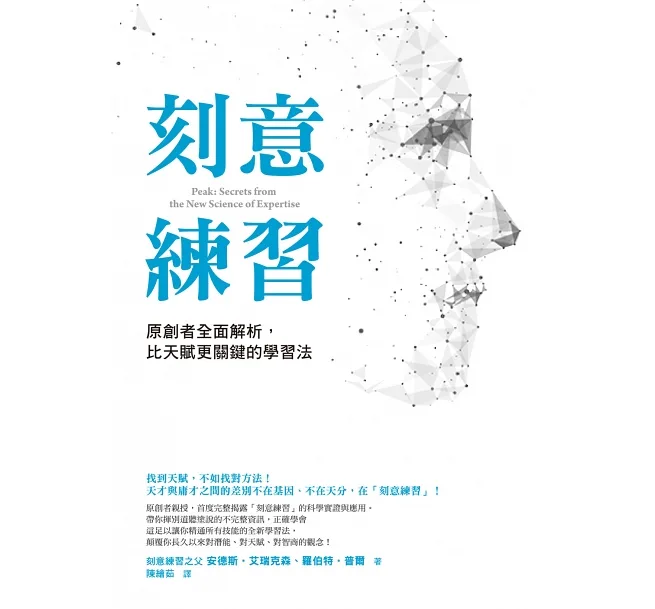 刻意
Peak: Secrets from
the New Science of Expertise
練習
原創者全面解析，
比天賦更關鍵的學習法
找到天賦，不如找對方法！
天才與庸才之間的差別不在基因、不在天分，在「刻意練習」！
原創者親授，首度完整揭露「刻意練習」的科學實證與應用。
帶你揮別道聽塗說的不完整資訊，正確學會
這足以讓你精通所有技能的全新學習法，
顛覆你長久以來對潛能、對天賦、對智商的觀念！
刻意練習之父 安德斯．艾瑞克森、羅伯特．普爾 著
陳繪茹 譯